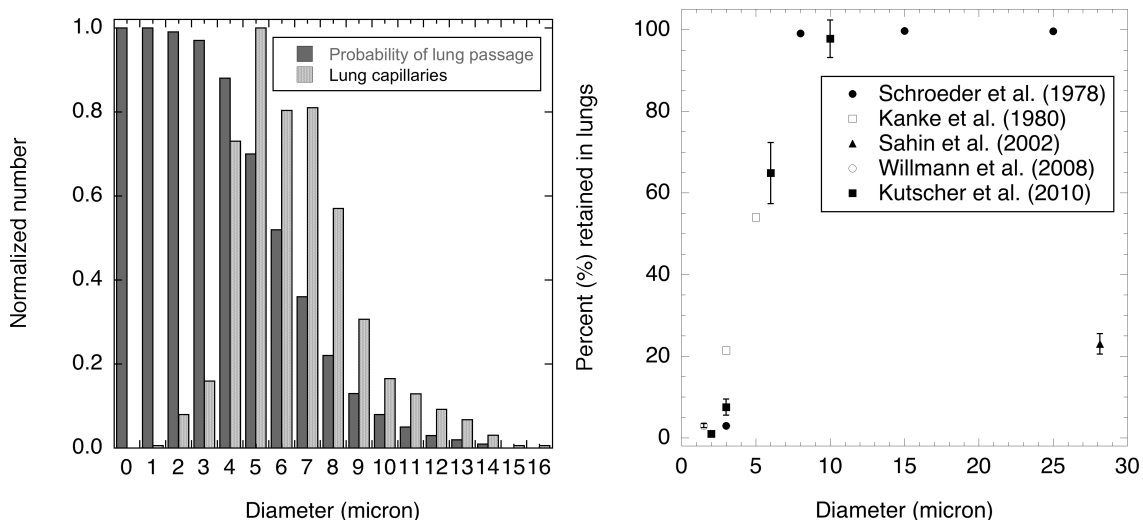 1.0
0.8
0.6
0.4
0.2
0.0
Normalized number
Probability of lung passage
Lung capillaries
0 1 2 3 4 5 6 7 8 9 10 11 12 13 14 15 16
Diameter (micron)
100
80
60
40
20
0
Percent (%) retained in lungs
Schroeder et al. (1978)
Kanke et al. (1980)
Sahin et al. (2002)
Willmann et al. (2008)
Kutscher et al. (2010)
0 5 10 15 20 25 30
Diameter (micron)